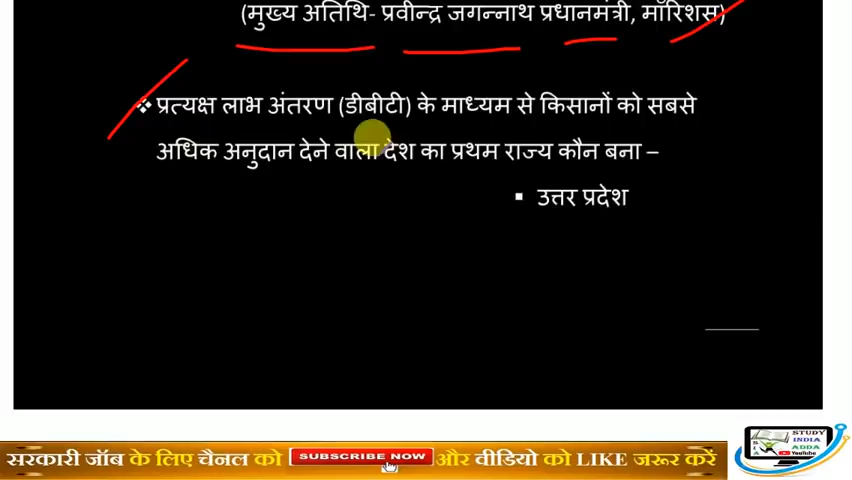 (मुख्य अतिथि- प्रवीन्द्र जगन्नाथ प्रधानमंत्री, मॉरिशस)
❖ प्रत्यक्ष लाभ अंतरण (डीबीटी) के माध्यम से किसानों को सबसे
अधिक अनुदान देने वाला देश का प्रथम राज्य कौन बना –
▪ उत्तर प्रदेश
सरकारी जॉब के लिए चैनल को SUBSCRIBE NOW और वीडियो को LIKE जरूर करें
STUDY
INDIA
ADDA
YouTube